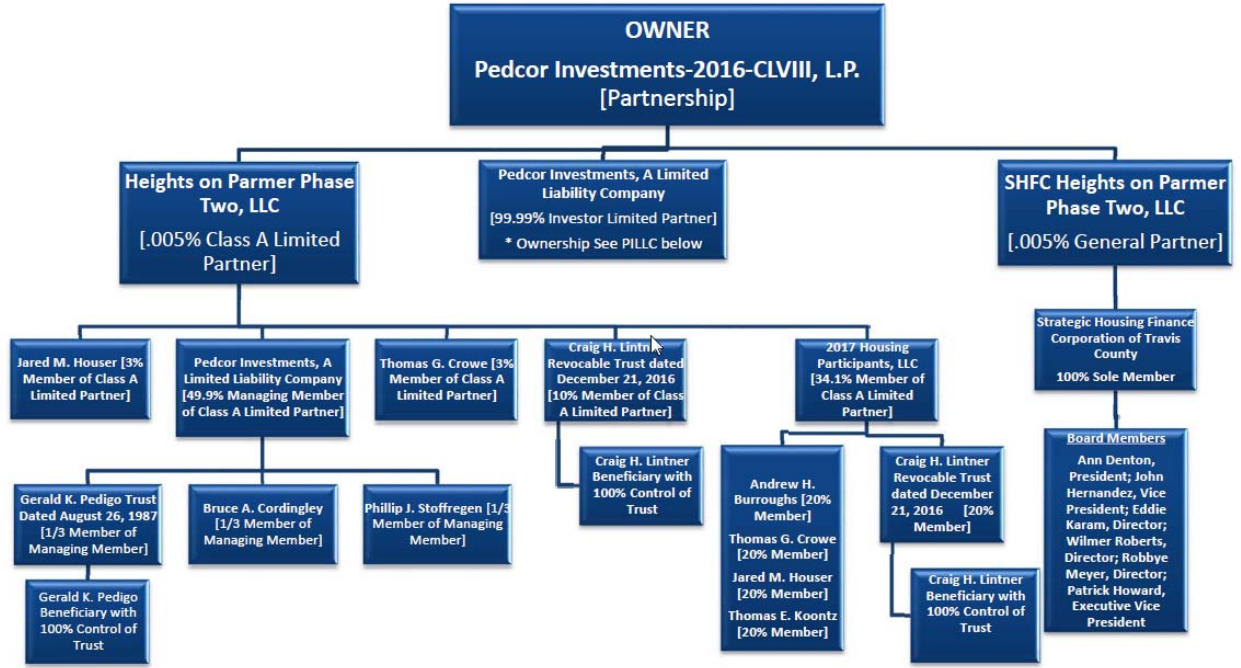 OWNER
Pedcor Investments-2016-CLVIII, L.P.
[Partnership]
Heights on Parmer Phase
Two, LLC
[.005% Class A Limited
Partner]
Pedcor Investments, A Limited
Liability Company
[99.99% Investor Limited Partner]
* Ownership See PILLC below
SHFC Heights on Parmer
Phase Two, LLC
[.005% General Partner]
Jared M. Houser [3%
Member of Class A
Limited Partner]
Pedcor Investments, A
Limited Liability Company
[49.9% Managing Member
of Class A Limited Partner]
Thomas G. Crowe [3%
Member of Class A
Limited Partner]
Craig H. Lintner
Revocable Trust dated
December 21, 2016
[10% Member of Class
A Limited Partner]
2017 Housing
Participants, LLC
[34.1% Member of
Class A Limited
Partner]
Strategic Housing Finance
Corporation of Travis
County
100% Sole Member
Gerald K. Pedigo Trust
Dated August 26, 1987
[1/3 Member of
Managing Member]
Bruce A. Cordingley
[1/3 Member of
Managing Member]
Phillip J. Stoffregen [1/3
Member of Managing
Member]
Craig H. Lintner
Beneficiary with
100% Control of
Trust
Andrew H.
Burroughs [20%
Member]
Thomas G. Crowe
[20% Member]
Jared M. Houser
[20% Member]
Thomas E. Koontz
[20% Member]
Craig H. Lintner
Revocable Trust
dated December
21, 2016 [20%
Member]
Board Members
Ann Denton,
President; John
Hernandez, Vice
President; Eddie
Karam, Director;
Wilmer Roberts,
Director; Robbye
Meyer, Director;
Patrick Howard,
Executive Vice
President
Gerald K. Pedigo
Beneficiary with
100% Control of
Trust
Craig H. Lintner
Beneficiary with
100% Control of
Trust